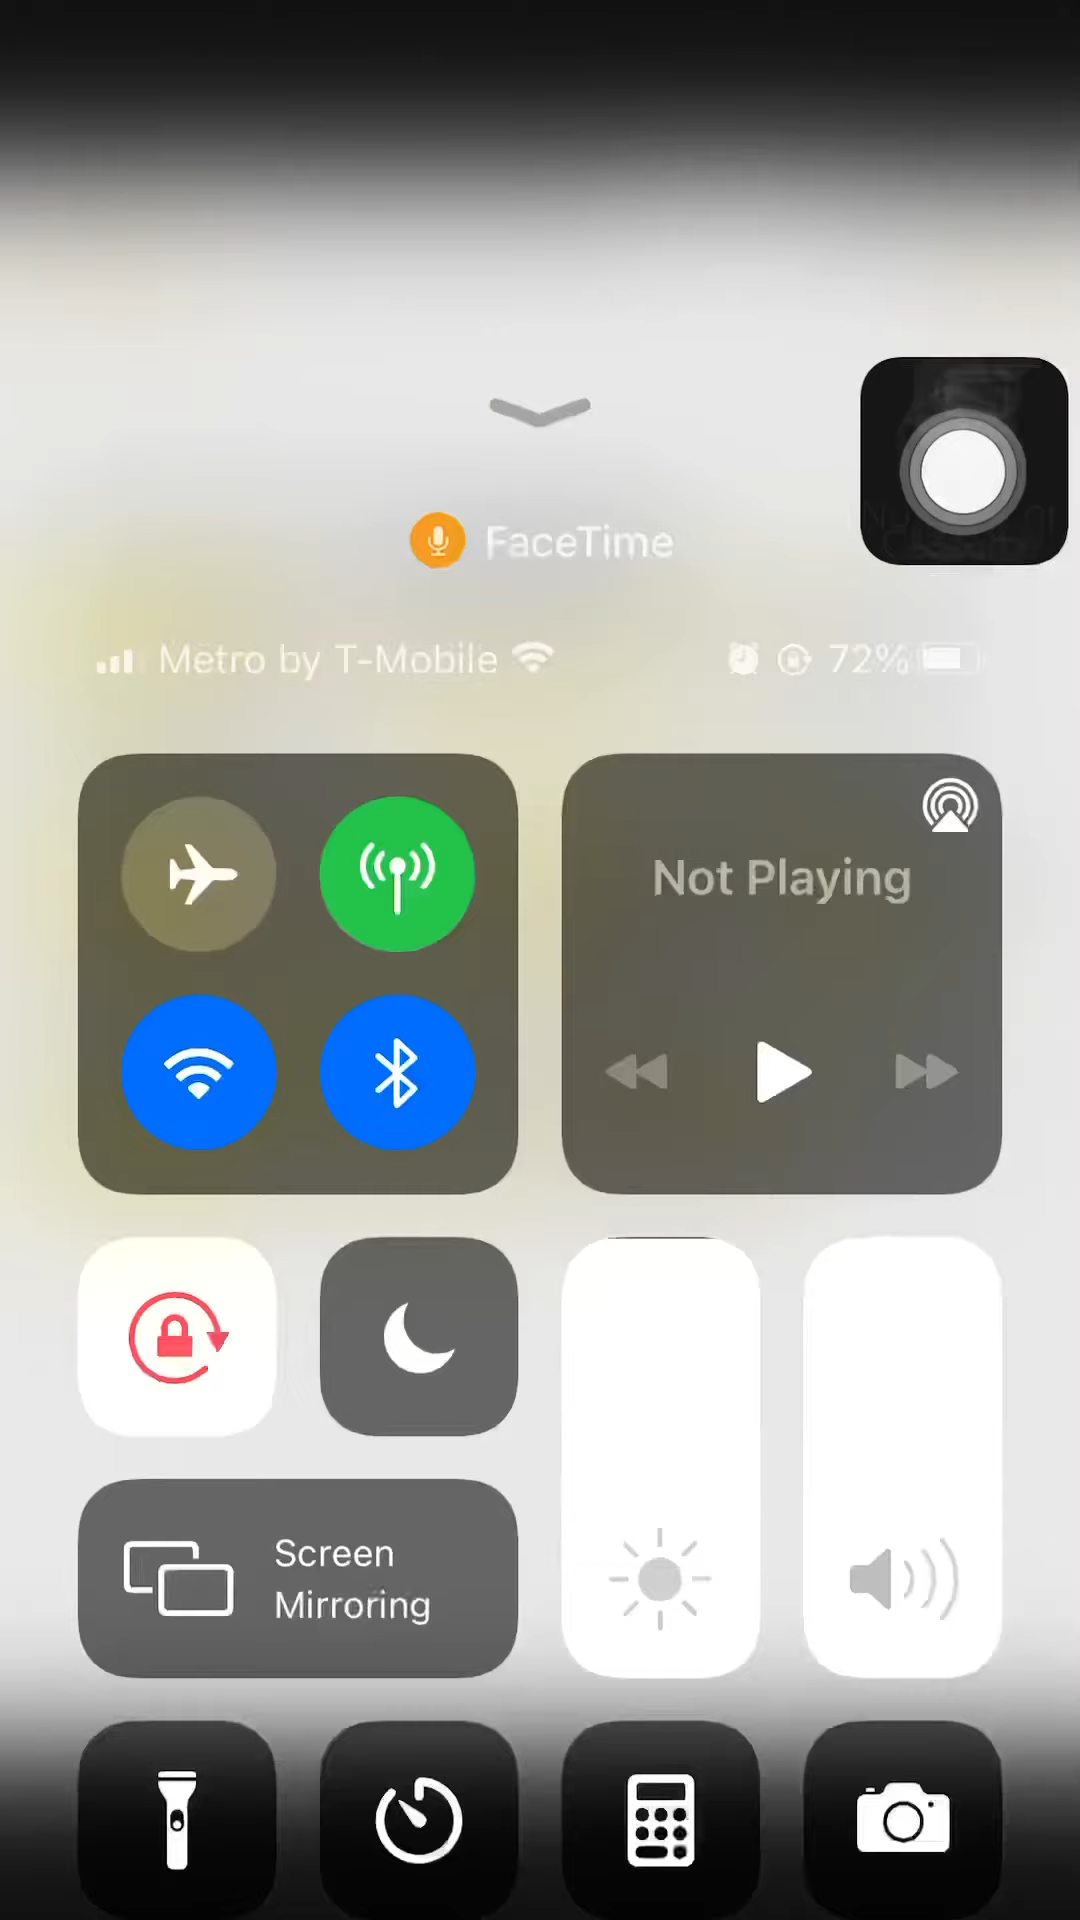 FaceTime
Metro by T-Mobile
72%
Not Playing
Screen
Mirroring